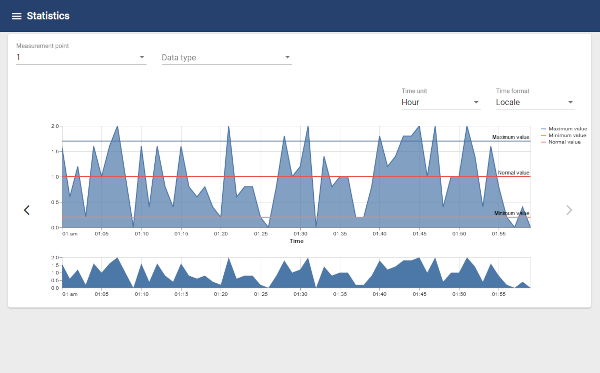 Statistics
Measurement point
1
Data type
Time unit
Hour
Time format
Locale
2.0
1.5
1.0
0.5
0.0
Maximum value
Normal value
Minimum value
Maximum value
Minimum value
Normal value
01 am 01:05 01:10 01:15 01:20 01:25 01:30 01:35 01:40 01:45 01:50 01:55
Time
2.0
1.5
1.0
0.5
0.0
01 am 01:05 01:10 01:15 01:20 01:25 01:30 01:35 01:40 01:45 01:50 01:55